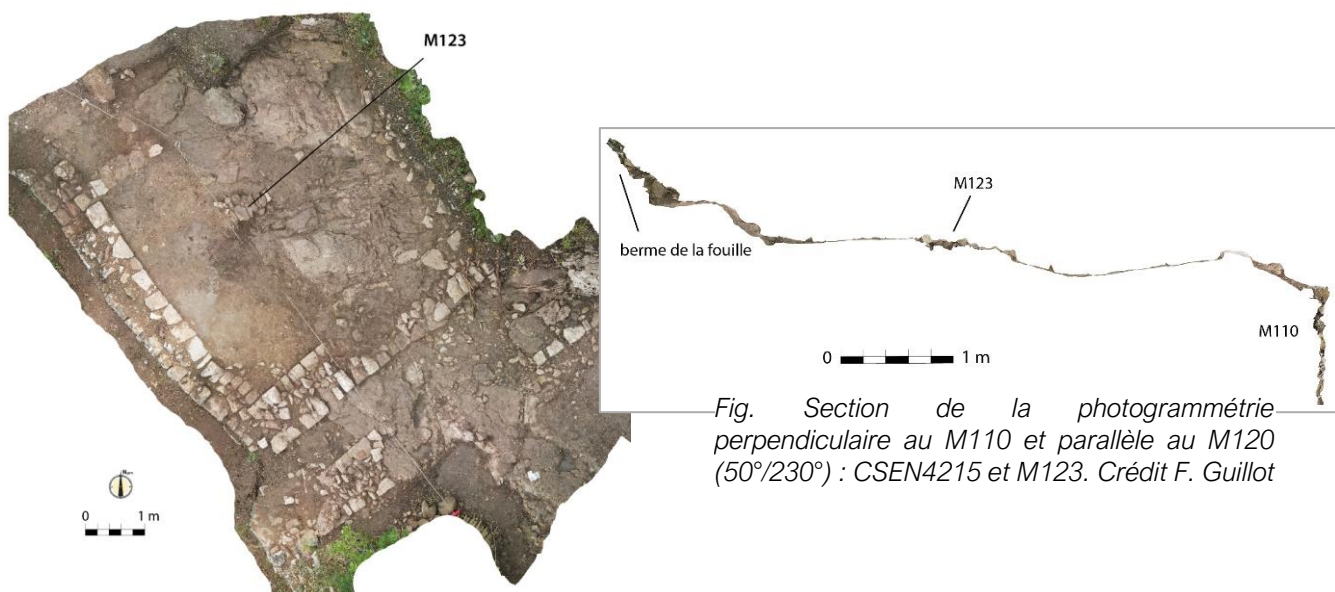 M123
0 1 m
M123
berme de la fouille
M110
0 1 m
Fig. Section de la photogrammétrie
perpendiculaire au M110 et parallèle au M120
(50°/230°) : CSEN4215 et M123. Crédit F. Guillot